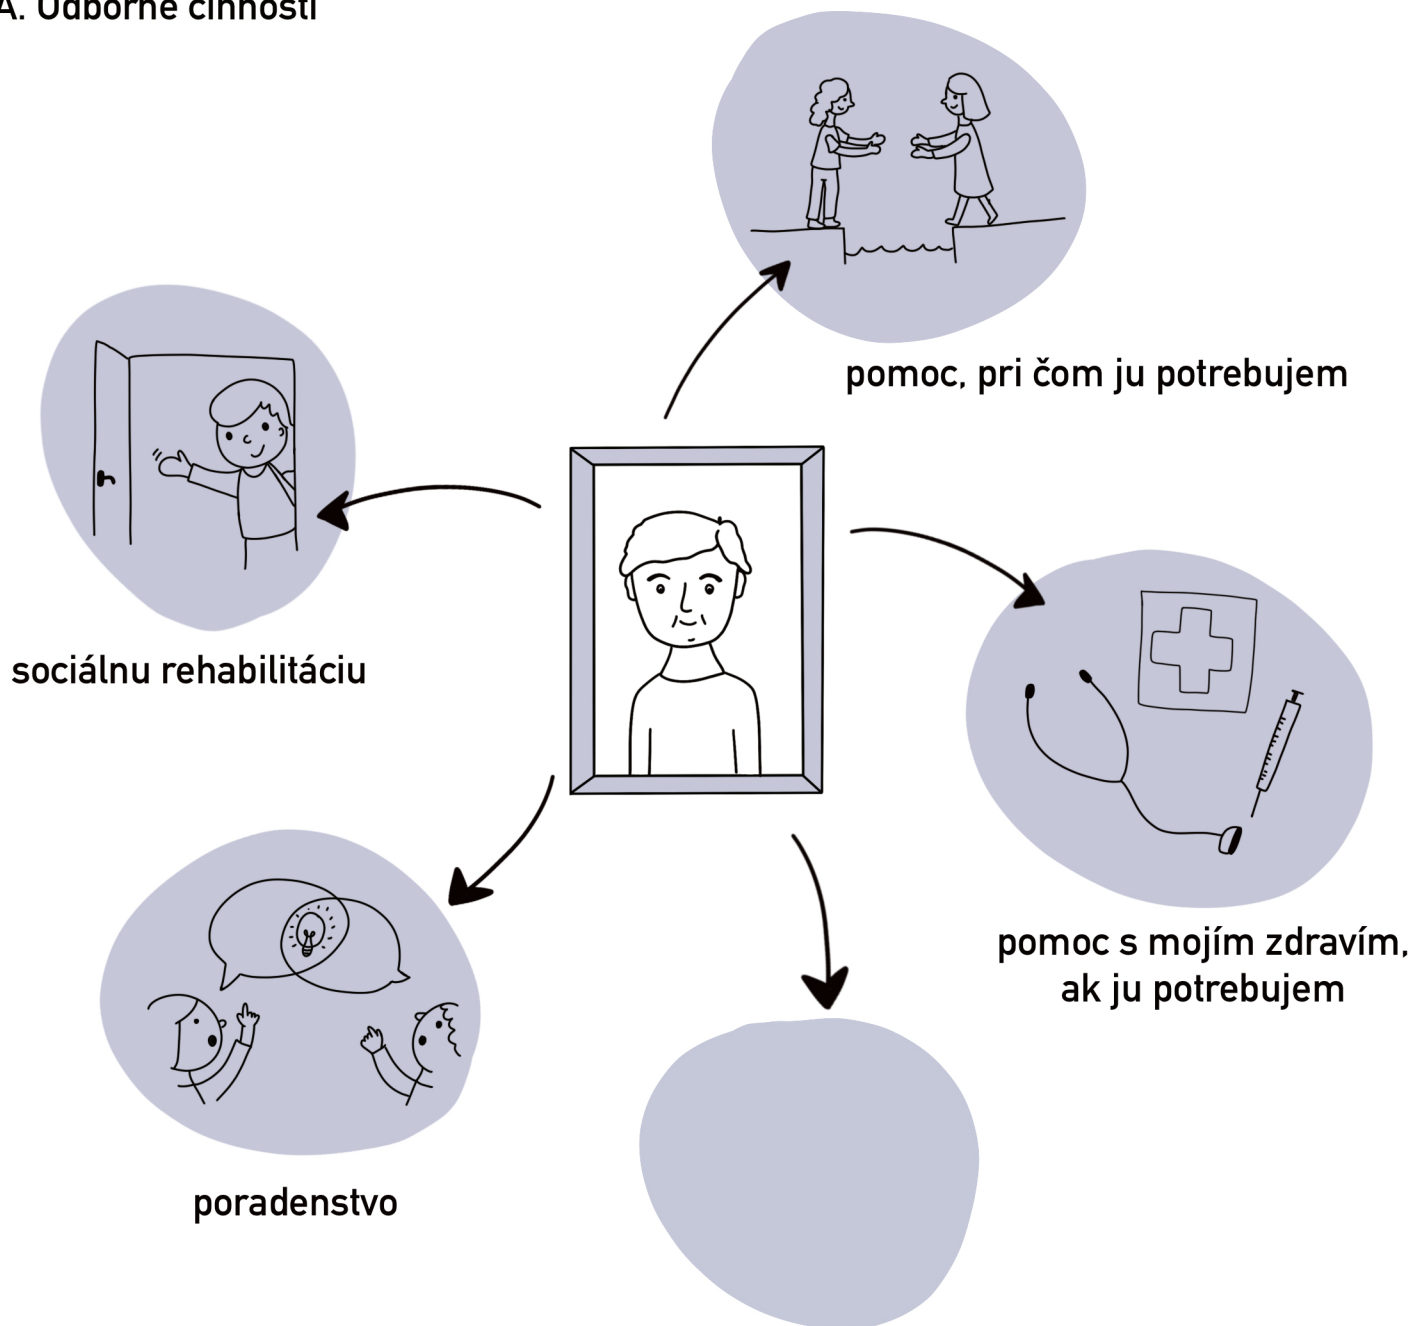 A. Odborné činnosti
pomoc, pri čom ju potrebujem
sociálnu rehabilitáciu
pomoc s mojím zdravím,
ak ju potrebujem
poradenstvo